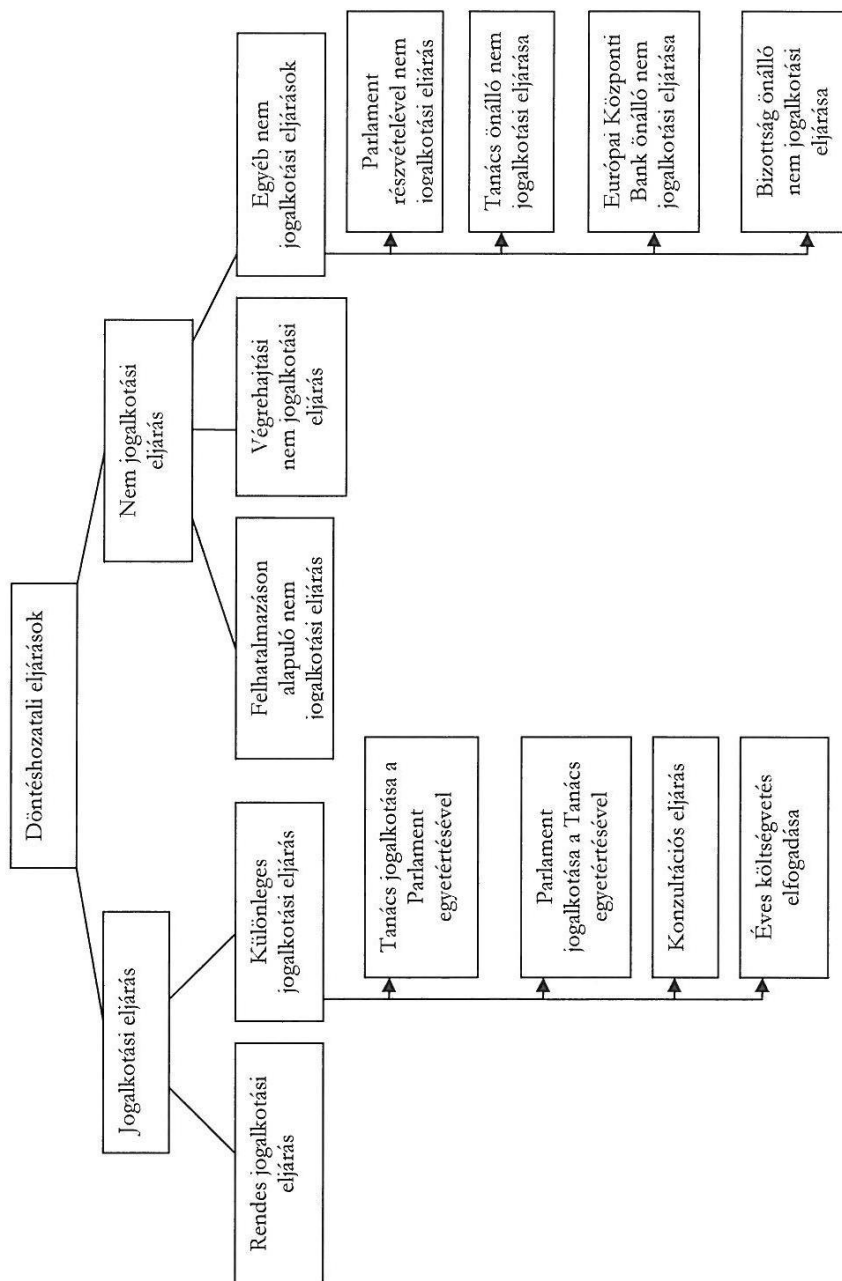 Döntéshozatali eljárások
Jogalkotási eljárás
Nem jogalkotási
eljárás
Rendes jogalkotási
eljárás
Különleges
jogalkotási eljárás
Felhatalmazáson
alapuló nem
jogalkotási eljárás
Végrehajtási
nem jogalkotási
eljárás
Egyéb nem
jogalkotási eljárások
Tanács jogalkotása a
Parlament
egyetértésével
Parlament
jogalkotása a Tanács
egyetértésével
Konzultációs eljárás
Éves költségvetés
elfogadása
Parlament
részvételével nem
jogalkotási eljárás
Tanács önálló nem
jogalkotási eljárása
Európai Központi
Bank önálló nem
jogalkotási eljárása
Bizottság önálló
nem jogalkotási
eljárása